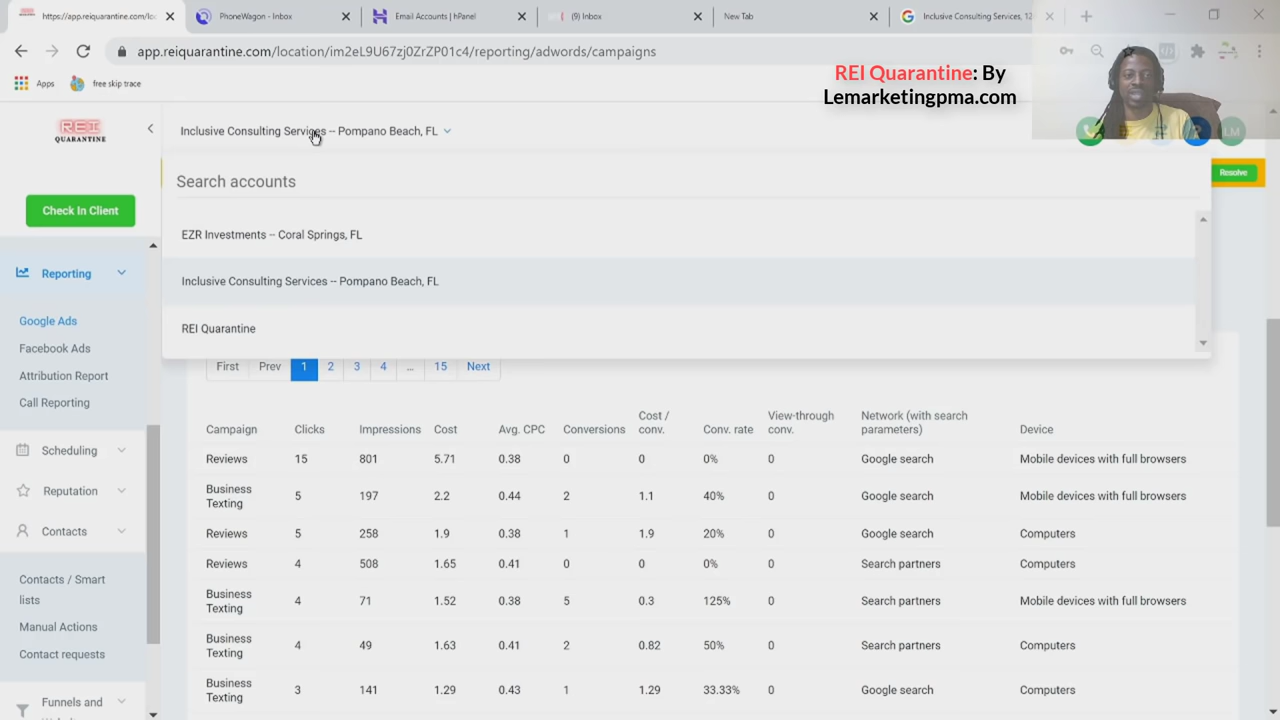 https://app.reiquarantine.com/loc
PhoneWagon - Inbox
Email Accounts | hPanel
(9) Inbox
New Tab
Inclusive Consulting Services, 12
app.reiquarantine.com/location/im2eL9U67zj0ZrZP01c4/reporting/adwords/campaigns
Apps
free skip trace
REI Quarantine: By
Lemarketingpma.com
REI
QUARANTINE
Inclusive Consulting Services -- Pompano Beach, FL
LM
Search accounts
Resolve
Check In Client
EZR Investments -- Coral Springs, FL
Inclusive Consulting Services -- Pompano Beach, FL
REI Quarantine
Reporting
Google Ads
Facebook Ads
Attribution Report
Call Reporting
Scheduling
Reputation
Contacts
Contacts / Smart
lists
Manual Actions
Contact requests
Funnels and
First Prev 1 2 3 4 ... 15 Next
Campaign Clicks Impressions Cost Avg. CPC Conversions Cost / conv. Conv. rate View-through conv. Network (with search parameters) Device
Reviews 15 801 5.71 0.38 0 0 0% 0 Google search Mobile devices with full browsers
Business Texting 5 197 2.2 0.44 2 1.1 40% 0 Google search Mobile devices with full browsers
Reviews 5 258 1.9 0.38 1 1.9 20% 0 Google search Computers
Reviews 4 508 1.65 0.41 0 0 0% 0 Search partners Computers
Business Texting 4 71 1.52 0.38 5 0.3 125% 0 Search partners Mobile devices with full browsers
Business Texting 4 49 1.63 0.41 2 0.82 50% 0 Search partners Computers
Business Texting 3 141 1.29 0.43 1 1.29 33.33% 0 Google search Computers